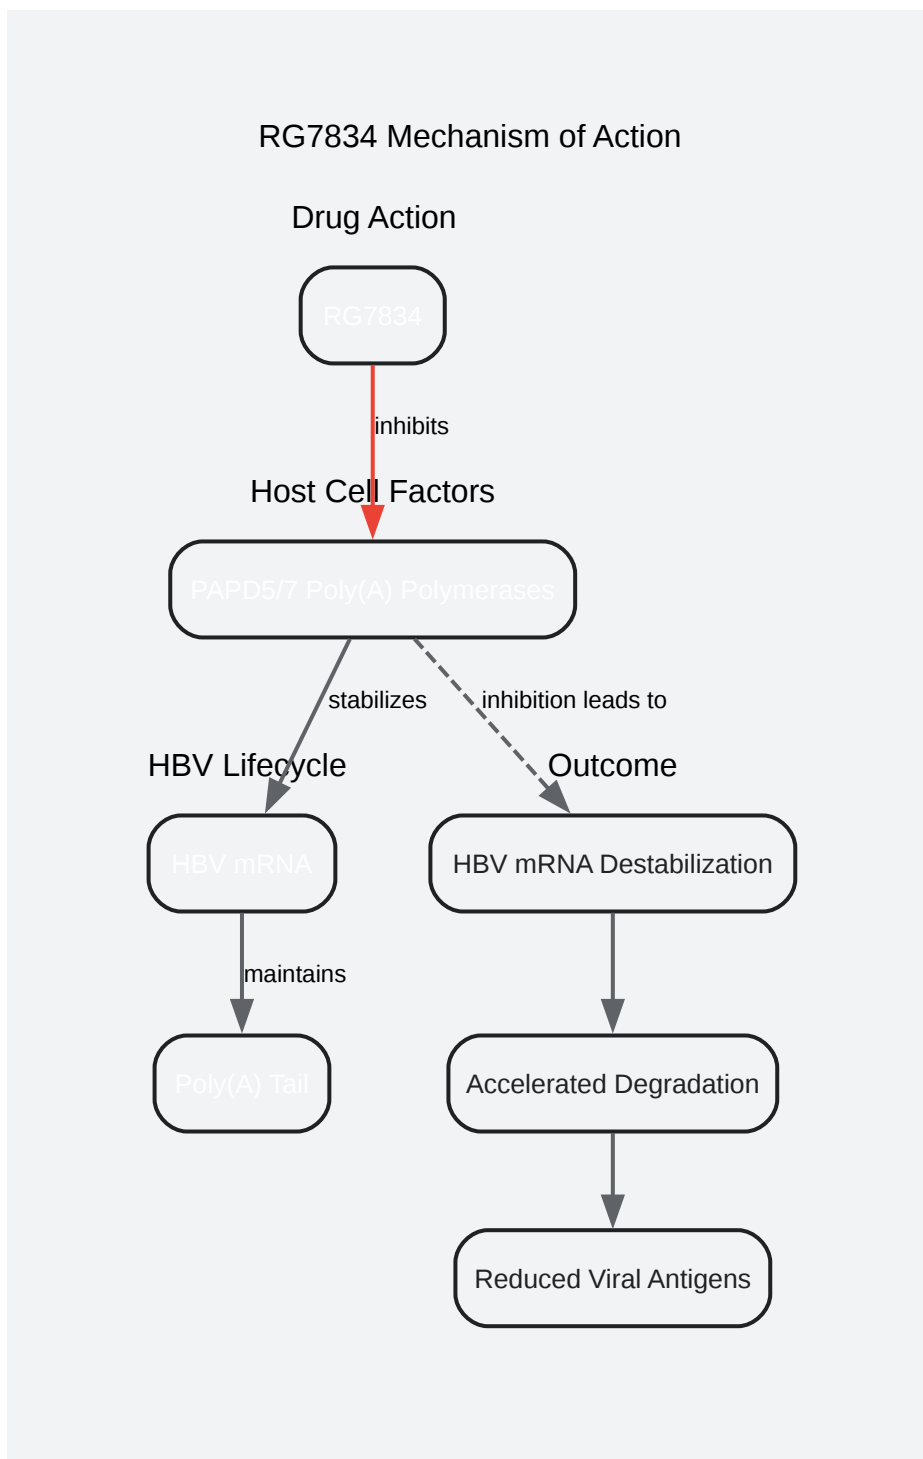 RG7834 Mechanism of Action
Drug Action
RG7834
inhibits
Host Cell Factors
PAPD5/7 Poly(A) Polymerases
stabilizes
inhibition leads to
HBV Lifecycle
Outcome
HBV mRNA
HBV mRNA Destabilization
maintains
Poly(A) Tail
Accelerated Degradation
Reduced Viral Antigens